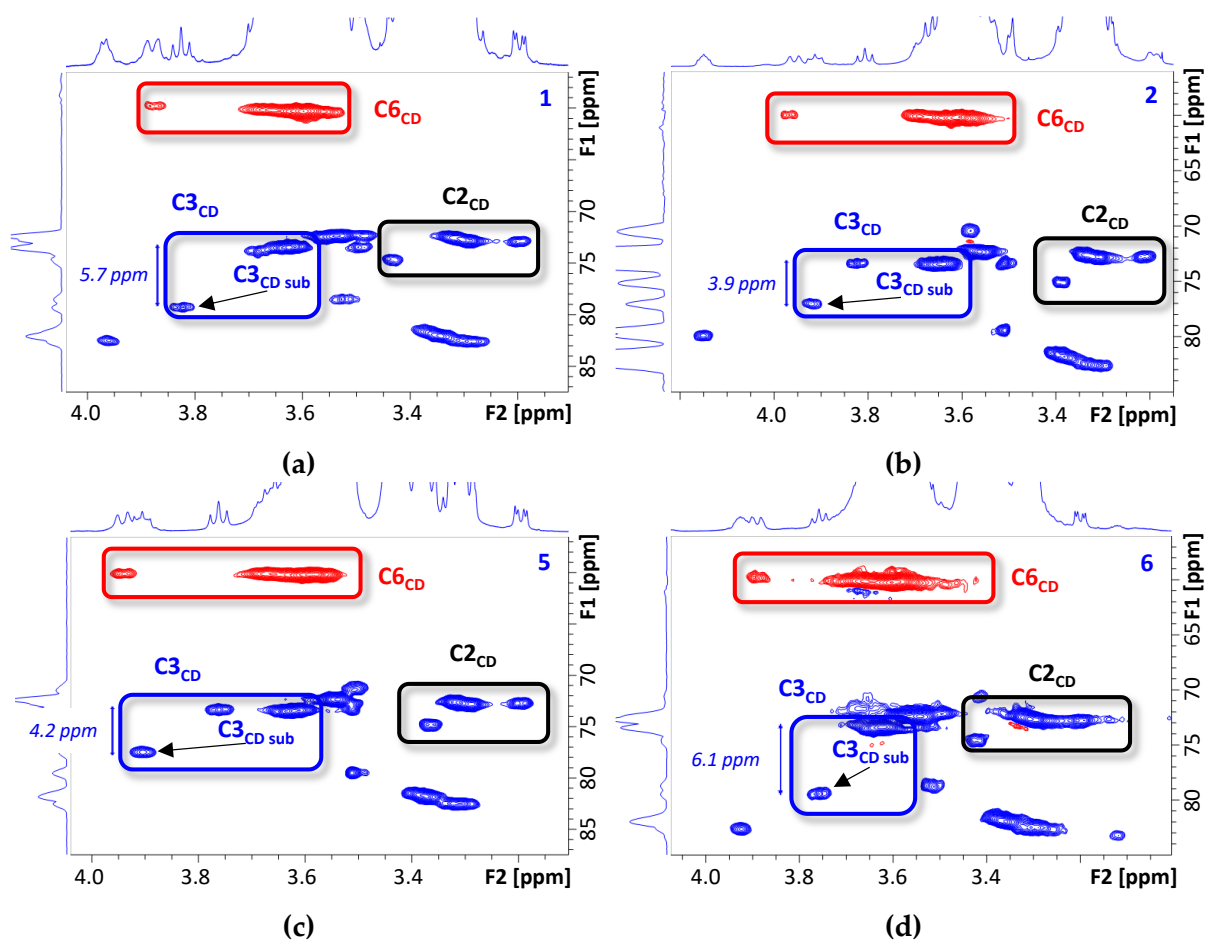 1
C6CD
C3CD
C2CD
5.7 ppm
C3CD sub
F1 [ppm]
70
75
80
85
4.0
3.8
3.6
3.4
F2 [ppm]
(a)
2
C6CD
C3CD
C2CD
3.9 ppm
C3CD sub
F1 [ppm]
65
70
75
80
4.0
3.8
3.6
3.4
F2 [ppm]
(b)
5
C6CD
C3CD
C2CD
4.2 ppm
C3CD sub
F1 [ppm]
65
70
75
80
85
4.0
3.8
3.6
3.4
F2 [ppm]
(c)
6
C6CD
C3CD
C2CD
6.1 ppm
C3CD sub
F1 [ppm]
65
70
75
80
4.0
3.8
3.6
3.4
F2 [ppm]
(d)